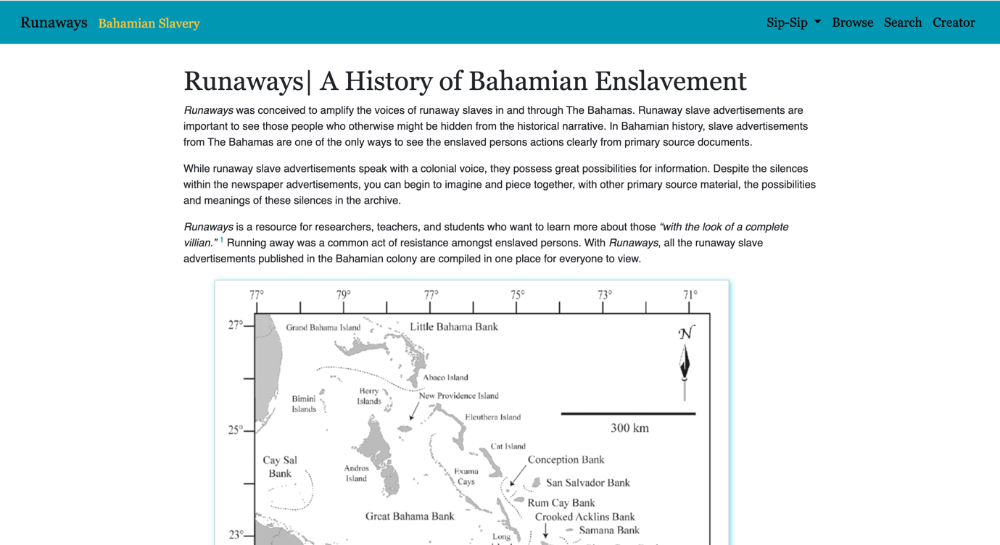 Runaways Bahamian Slavery Sip-Sip Browse Search Creator
Runaways| A History of Bahamian Enslavement
Runaways was conceived to amplify the voices of runaway slaves in and through The Bahamas. Runaway slave advertisements are
important to see those people who otherwise might be hidden from the historical narrative. In Bahamian history, slave advertisements
from The Bahamas are one of the only ways to see the enslaved persons actions clearly from primary source documents.
While runaway slave advertisements speak with a colonial voice, they possess great possibilities for information. Despite the silences
within the newspaper advertisements, you can begin to imagine and piece together, with other primary source material, the possibilities
and meanings of these silences in the archive.
Runaways is a resource for researchers, teachers, and students who want to learn more about those “with the look of a complete
villian.” 1 Running away was a common act of resistance amongst enslaved persons. With Runaways, all the runaway slave
advertisements published in the Bahamian colony are compiled in one place for everyone to view.
77° 79° 77° 75° 73° 71°
27°
Grand Bahama Island
Little Bahama Bank
N
Abaco Island
Berry
Islands
New Providence Island
Bimini
Islands
Eleuthera Island
25°
300 km
Cat Island
Cay Sal
Bank
Conception Bank
Andros
Island
Exuma
Cays
San Salvador Bank
Rum Cay Bank
Great Bahama Bank
Crooked Acklins Bank
Samana Bank
23°
Long